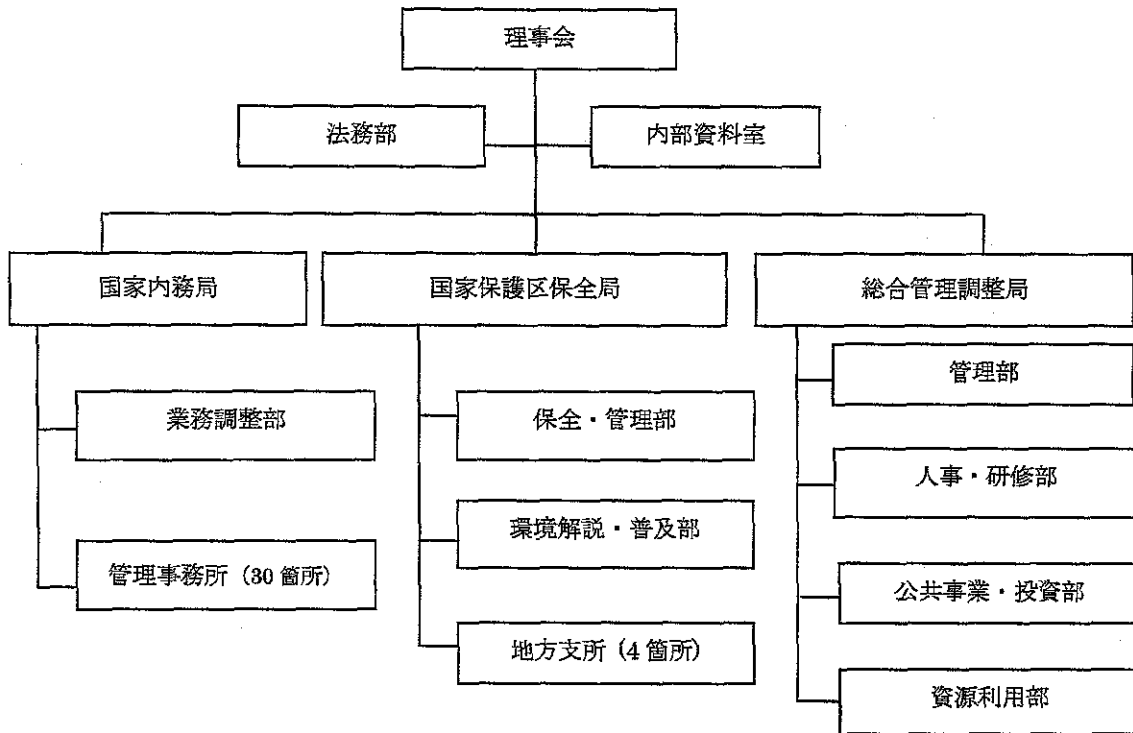 理事会
法務部
内部資料室
国家内務局
国家保護区保全局
総合管理調整局
業務調整部
管理事務所（30 箇所）
保全・管理部
環境解説・普及部
地方支所（4 箇所）
管理部
人事・研修部
公共事業・投資部
資源利用部